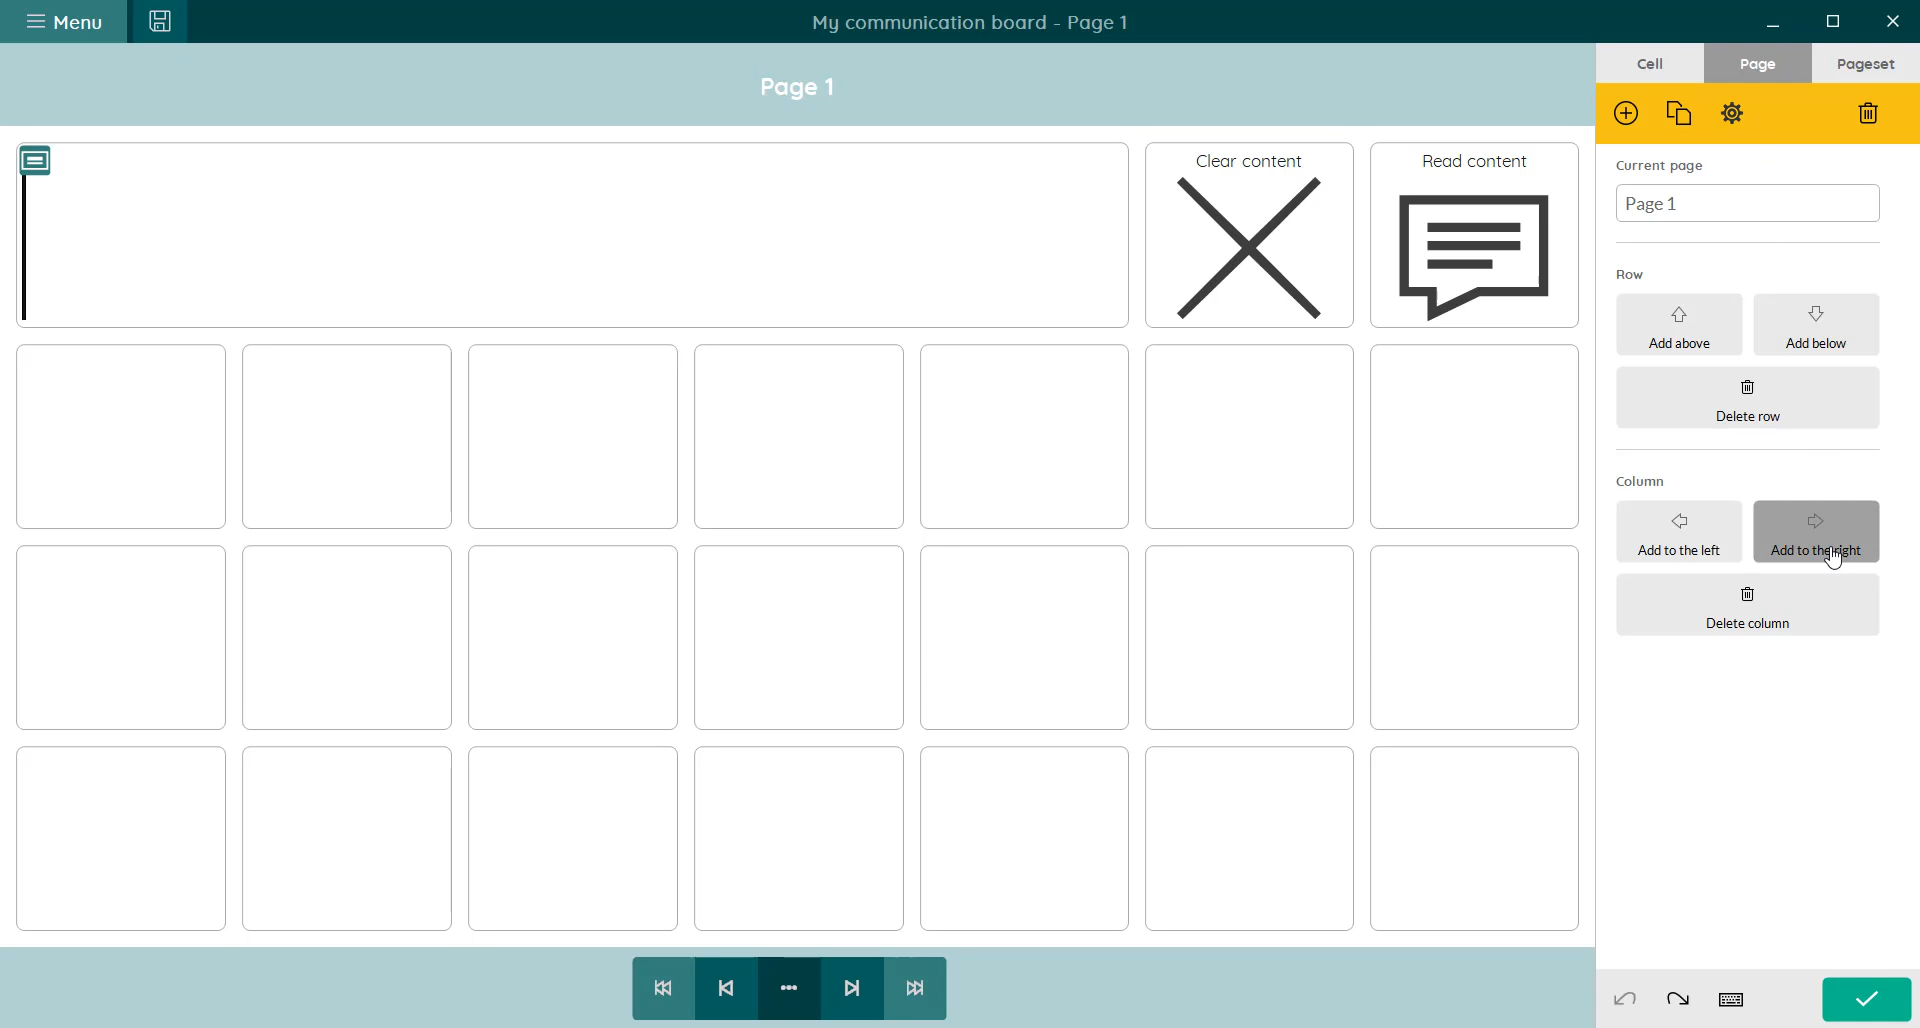 Menu
My communication board - Page 1
Cell
Page
Pageset
Page 1
Current page
Page 1
Clear content
Read content
Row
Add above
Add below
Delete row
Column
Add to the left
Add to the right
Delete column